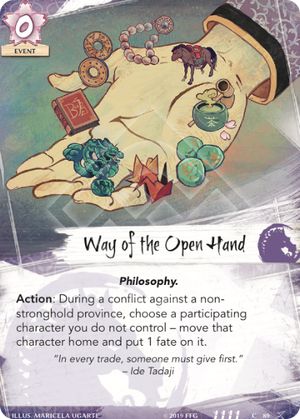 0
EVENT
Way of the Open Hand
Philosophy.
Action: During a conflict against a non-
stronghold province, choose a participating
character you do not control – move that
character home and put 1 fate on it.
“In every trade, someone must give first.”
– Ide Tadaji
ILLUS. MARICELA UGARTE
© 2019 FFG
C
89